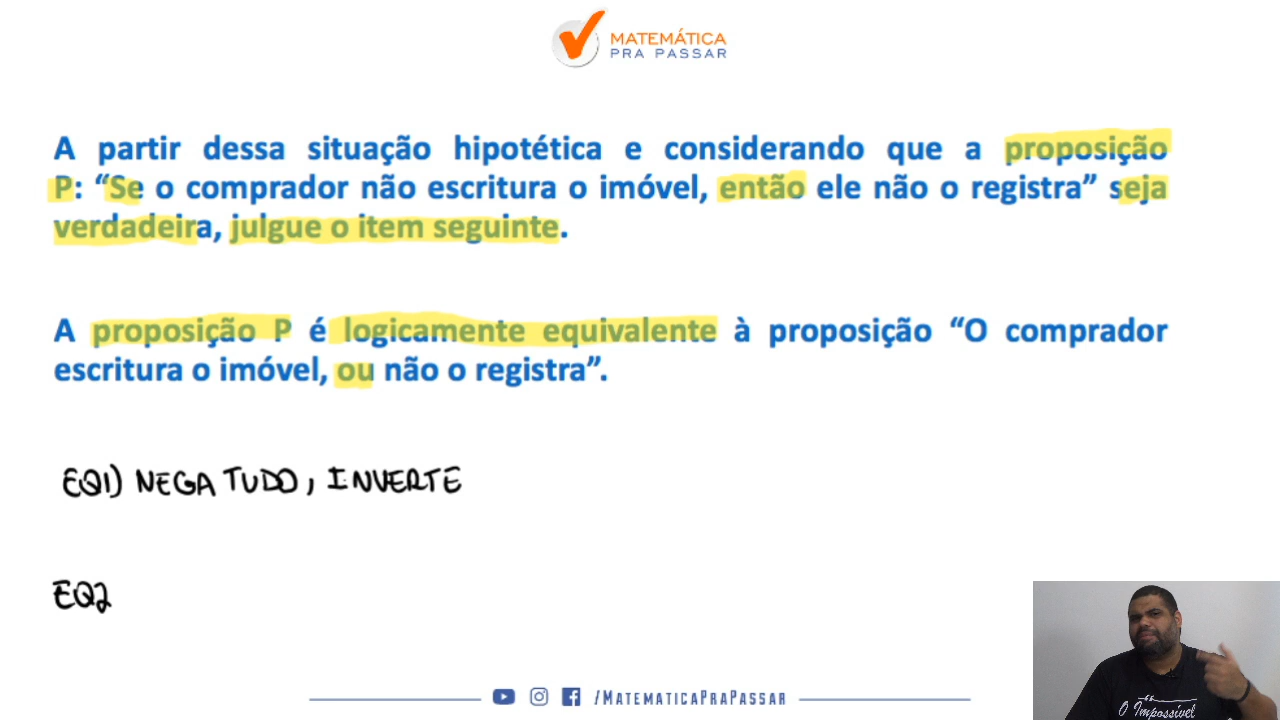 MATEMÁTICA
PRA PASSAR
A partir dessa situação hipotética e considerando que a proposição
P: “Se o comprador não escritura o imóvel, então ele não o registra” seja
verdadeira, julgue o item seguinte.
A proposição P é logicamente equivalente à proposição “O comprador
escritura o imóvel, ou não o registra”.
EQ1) NEGA TUDO, INVERTE
EQ2
O Impossível
/MATEMATICAPRAPASSAR